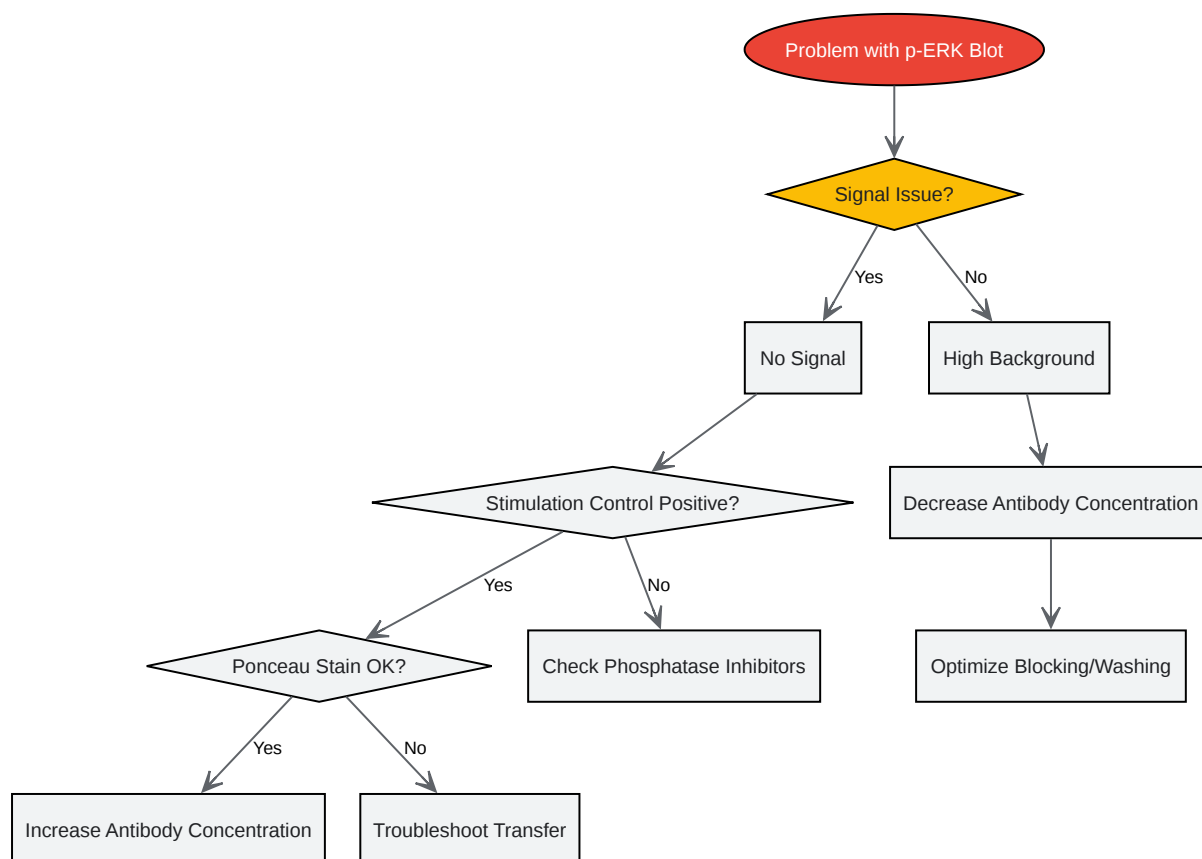 Problem with p-ERK Blot
Signal Issue?
Yes
No
No Signal
High Background
Stimulation Control Positive?
Decrease Antibody Concentration
Yes
No
Ponceau Stain OK?
Check Phosphatase Inhibitors
Optimize Blocking/Washing
Yes
No
Increase Antibody Concentration
Troubleshoot Transfer